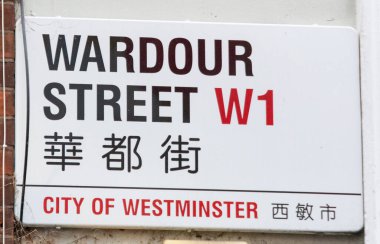 WARDOUR
STREET W1
華都街
CITY OF WESTMINSTER 西敏市